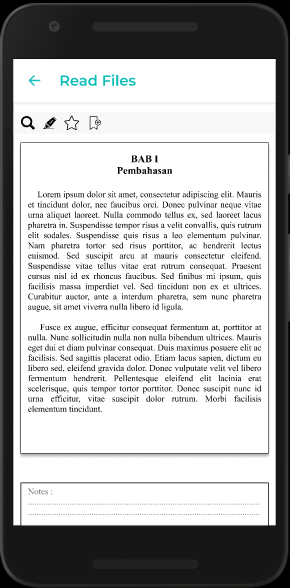 Read Files
BAB I
Pembahasan
Lorem ipsum dolor sit amet, consectetur adipiscing elit. Mauris
et tincidunt dolor, nec faucibus orci. Donec pulvinar neque vitae
urna aliquet laoreet. Nulla commodo tellus ex, sed laoreet lacus
pharetra in. Suspendisse tempor risus a velit convallis, quis rutrum
elit sodales. Suspendisse quis risus a leo elementum pulvinar.
Nam pharetra tortor sed risus porttitor, ac hendrerit lectus
euismod. Sed suscipit arcu at mauris consectetur eleifend.
Suspendisse vitae tellus vitae erat rutrum consequat. Praesent
cursus nisl id ex rhoncus faucibus. Sed finibus mi ipsum, quis
facilisis massa imperdiet vel. Sed tincidunt non ex et ultrices.
Curabitur auctor, ante a interdum pharetra, sem nunc pharetra
augue, sit amet viverra nulla libero id ligula.
Fusce ex augue, efficitur consequat fermentum at, porttitor at
nulla. Nunc sollicitudin nulla non nulla bibendum ultrices. Mauris
eget dui et diam pulvinar consequat. Duis maximus posuere elit ac
facilisis. Sed sagittis placerat odio. Etiam lacus sapien, dictum eu
libero sed, eleifend gravida dolor. Donec vulputate velit vel libero
fermentum hendrerit. Pellentesque eleifend elit lacinia erat
scelerisque, quis tempor tortor porttitor. Donec suscipit nunc id
urna efficitur, vitae suscipit dolor rutrum. Morbi facilisis
elementum tincidunt.
Notes :